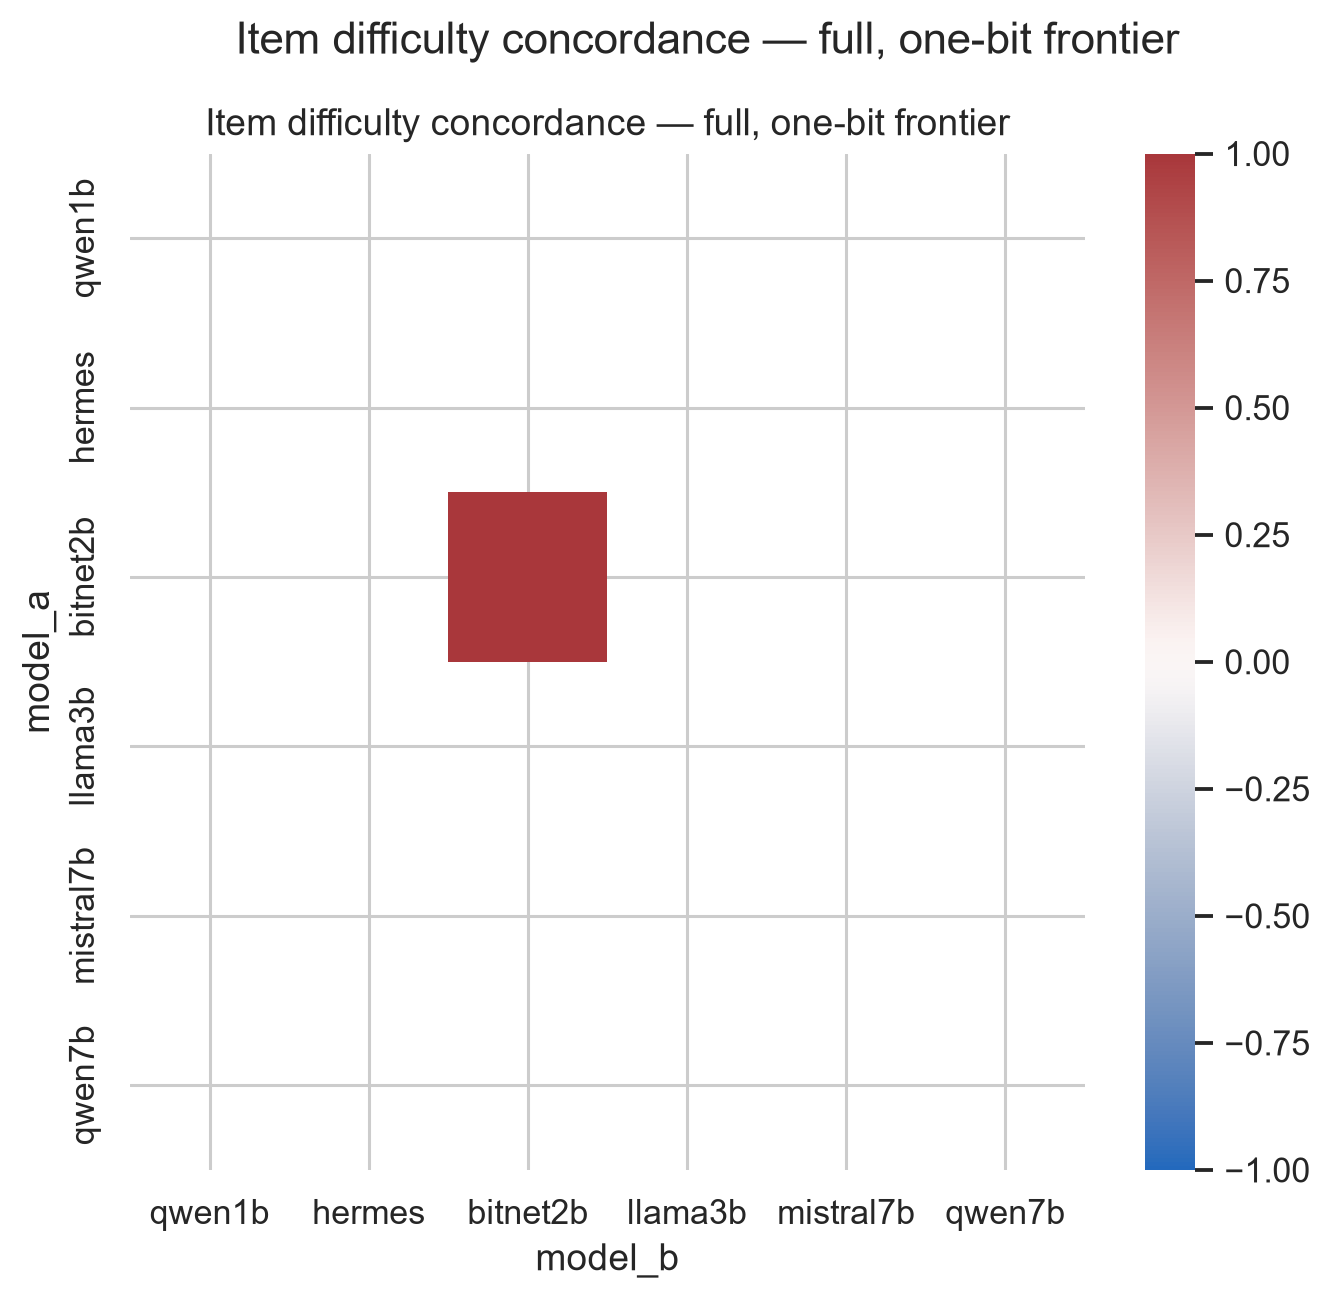 Item difficulty concordance — full, one-bit frontier
Item difficulty concordance — full, one-bit frontier
model_a
qwen1b
hermes
bitnet2b
llama3b
mistral7b
qwen7b
qwen1b hermes bitnet2b llama3b mistral7b qwen7b
model_b
1.00
0.75
0.50
0.25
0.00
−0.25
−0.50
−0.75
−1.00